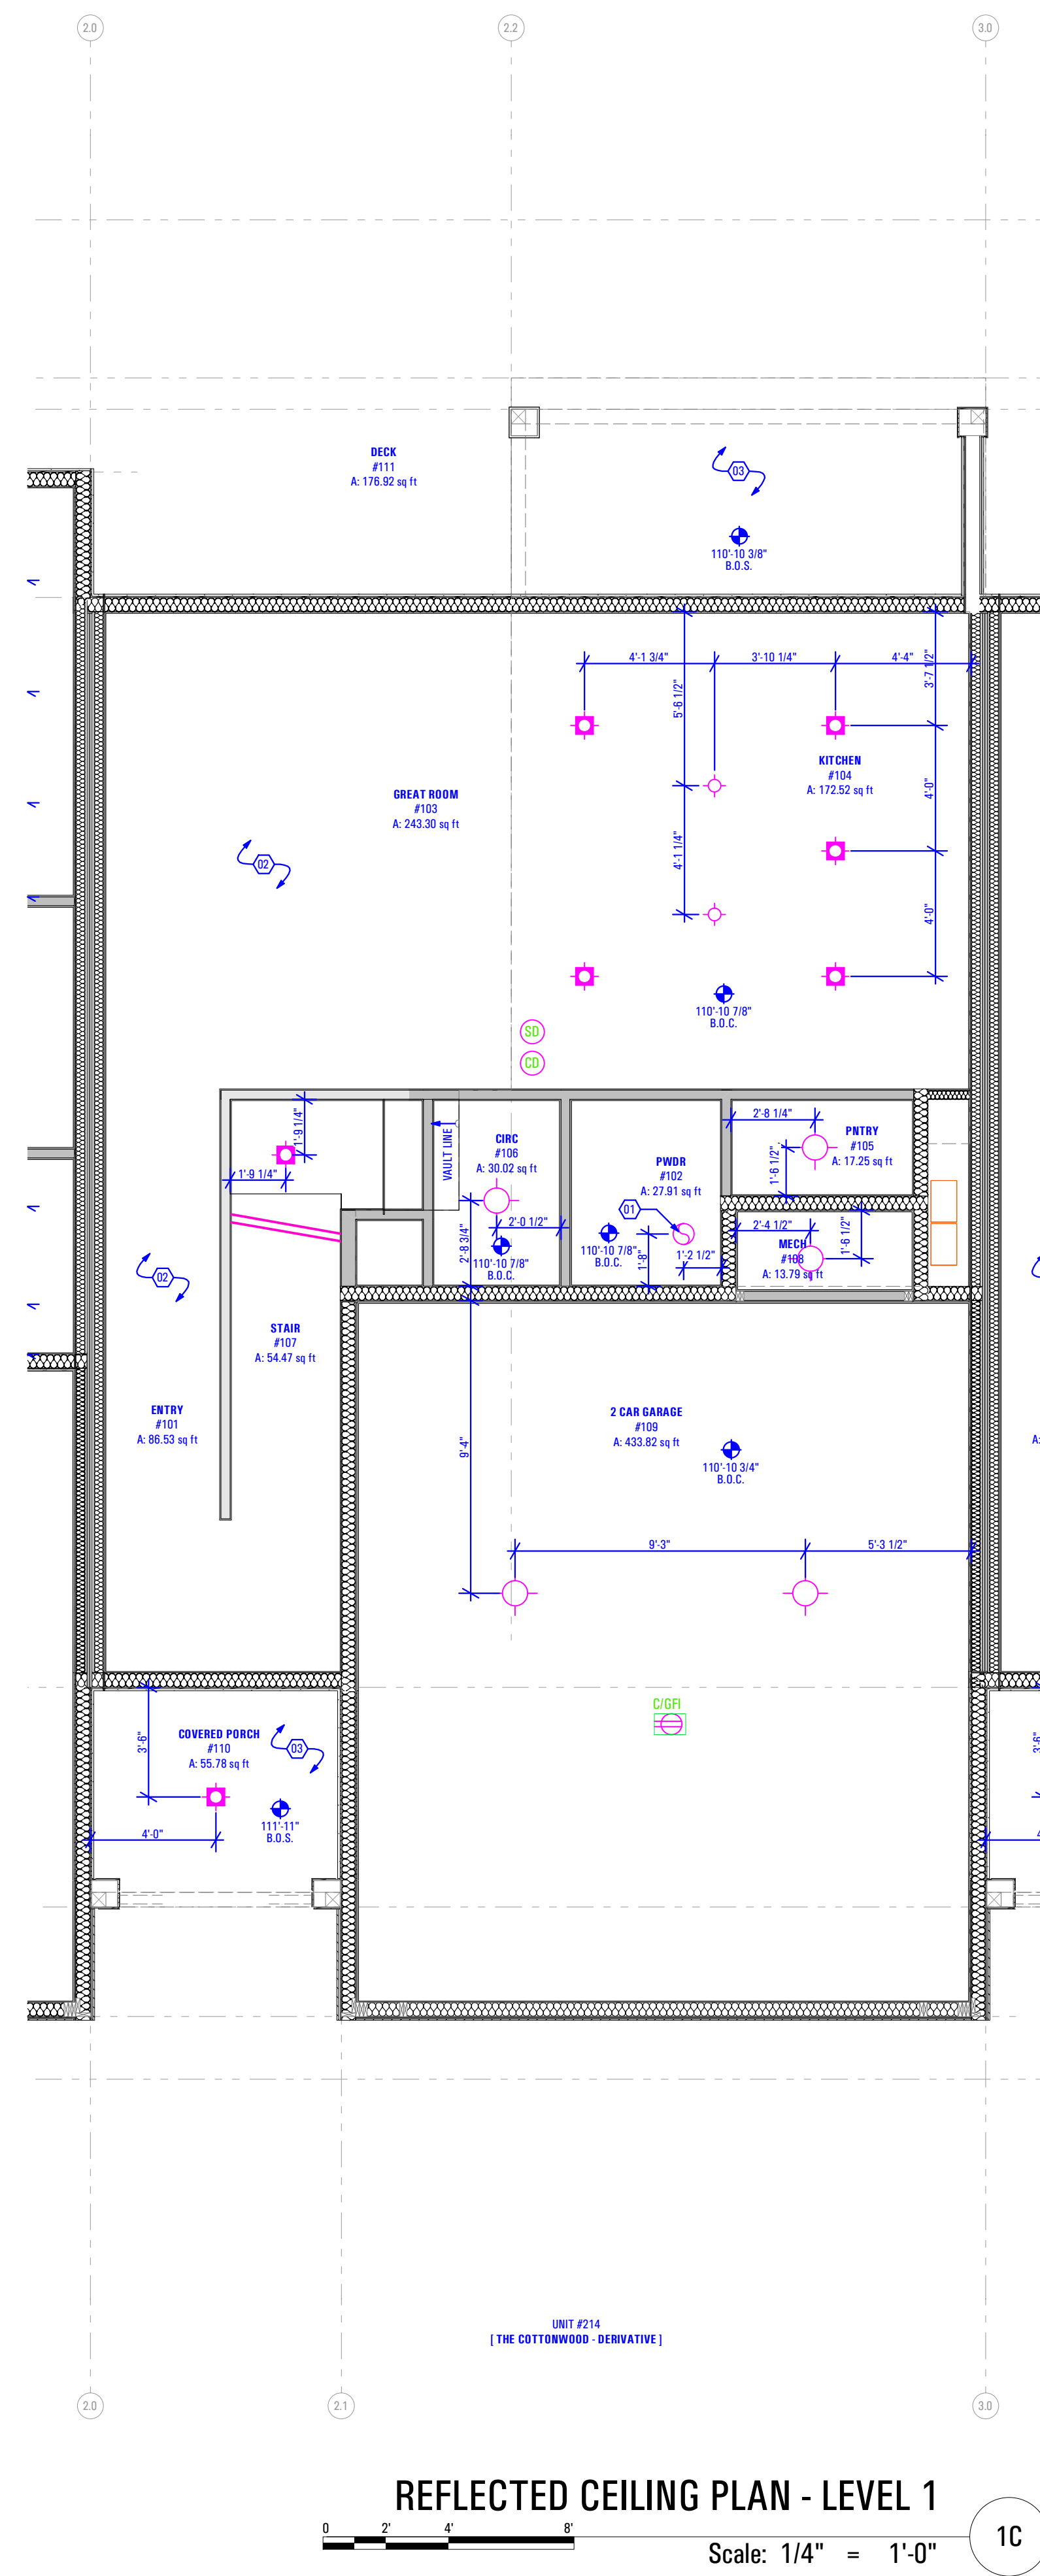 2.0
2.2
3.0
DECK
#111
A: 176.92 sq ft
03
110'-10 3/8"
B.O.S.
4'-1 3/4"
3'-10 1/4"
4'-4"
3'-7 1/2"
5'-6 1/2"
KITCHEN
#104
A: 172.52 sq ft
4'-0"
GREAT ROOM
#103
A: 243.30 sq ft
4'-1 1/4"
02
4'-0"
110'-10 7/8"
B.O.C.
SD
CD
1'-9 1/4"
1'-9 1/4"
VAULT LINE
CIRC
#106
A: 30.02 sq ft
2'-0 1/2"
2'-8 3/4"
110'-10 7/8"
B.O.C.
PWDR
#102
A: 27.91 sq ft
01
110'-10 7/8"
B.O.C.
1'-8"
1'-2 1/2"
2'-8 1/4"
PNTRY
#105
A: 17.25 sq ft
1'-6 1/2"
2'-4 1/2"
MECH
#108
A: 13.79 sq ft
1'-6 1/2"
02
STAIR
#107
A: 54.47 sq ft
ENTRY
#101
A: 86.53 sq ft
2 CAR GARAGE
#109
A: 433.82 sq ft
A:
110'-10 3/4"
B.O.C.
9'-4"
9'-3"
5'-3 1/2"
C/GFI
COVERED PORCH
#110
A: 55.78 sq ft
03
3'-6"
3'-6"
111'-11"
B.O.S.
4'-0"
4
UNIT #214
[ THE COTTONWOOD - DERIVATIVE ]
2.0
2.1
3.0
REFLECTED CEILING PLAN - LEVEL 1
1C
0 2' 4' 8'
Scale: 1/4" = 1'-0"